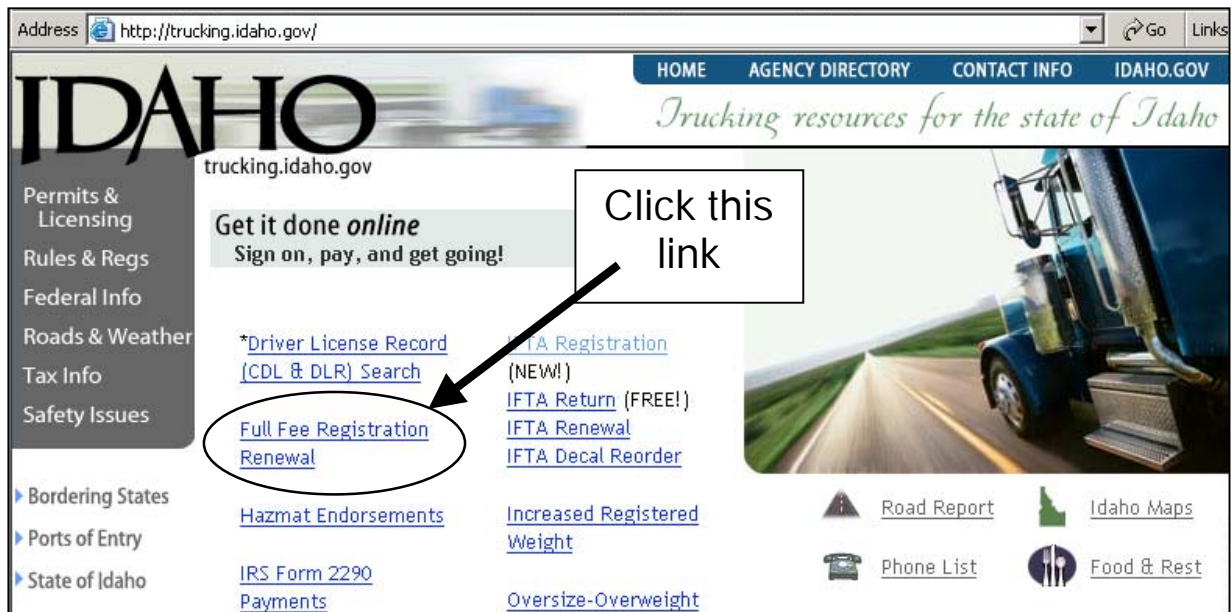 Address http://trucking.idaho.gov/ Go Links
HOME AGENCY DIRECTORY CONTACT INFO IDAHO.GOV
IDAHO
Trucking resources for the state of Idaho
trucking.idaho.gov
Permits &
Licensing
Rules & Regs
Federal Info
Roads & Weather
Tax Info
Safety Issues
Bordering States
Ports of Entry
State of Idaho
Get it done online
Sign on, pay, and get going!
Click this
link
*Driver License Record
(CDL & DLR) Search
Full Fee Registration
Renewal
Hazmat Endorsements
IRS Form 2290
Payments
IFTA Registration
(NEW!)
IFTA Return (FREE!)
IFTA Renewal
IFTA Decal Reorder
Increased Registered
Weight
Oversize-Overweight
Road Report
Idaho Maps
Phone List
Food & Rest